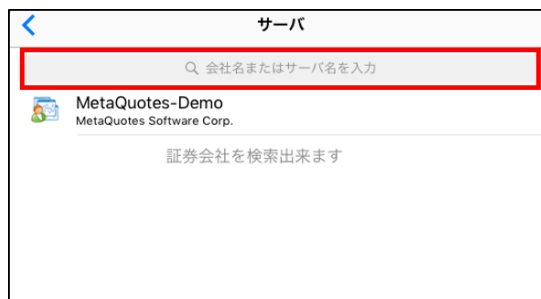 サーバ
会社名またはサーバ名を入力
MetaQuotes-Demo
MetaQuotes Software Corp.
証券会社を検索出来ます